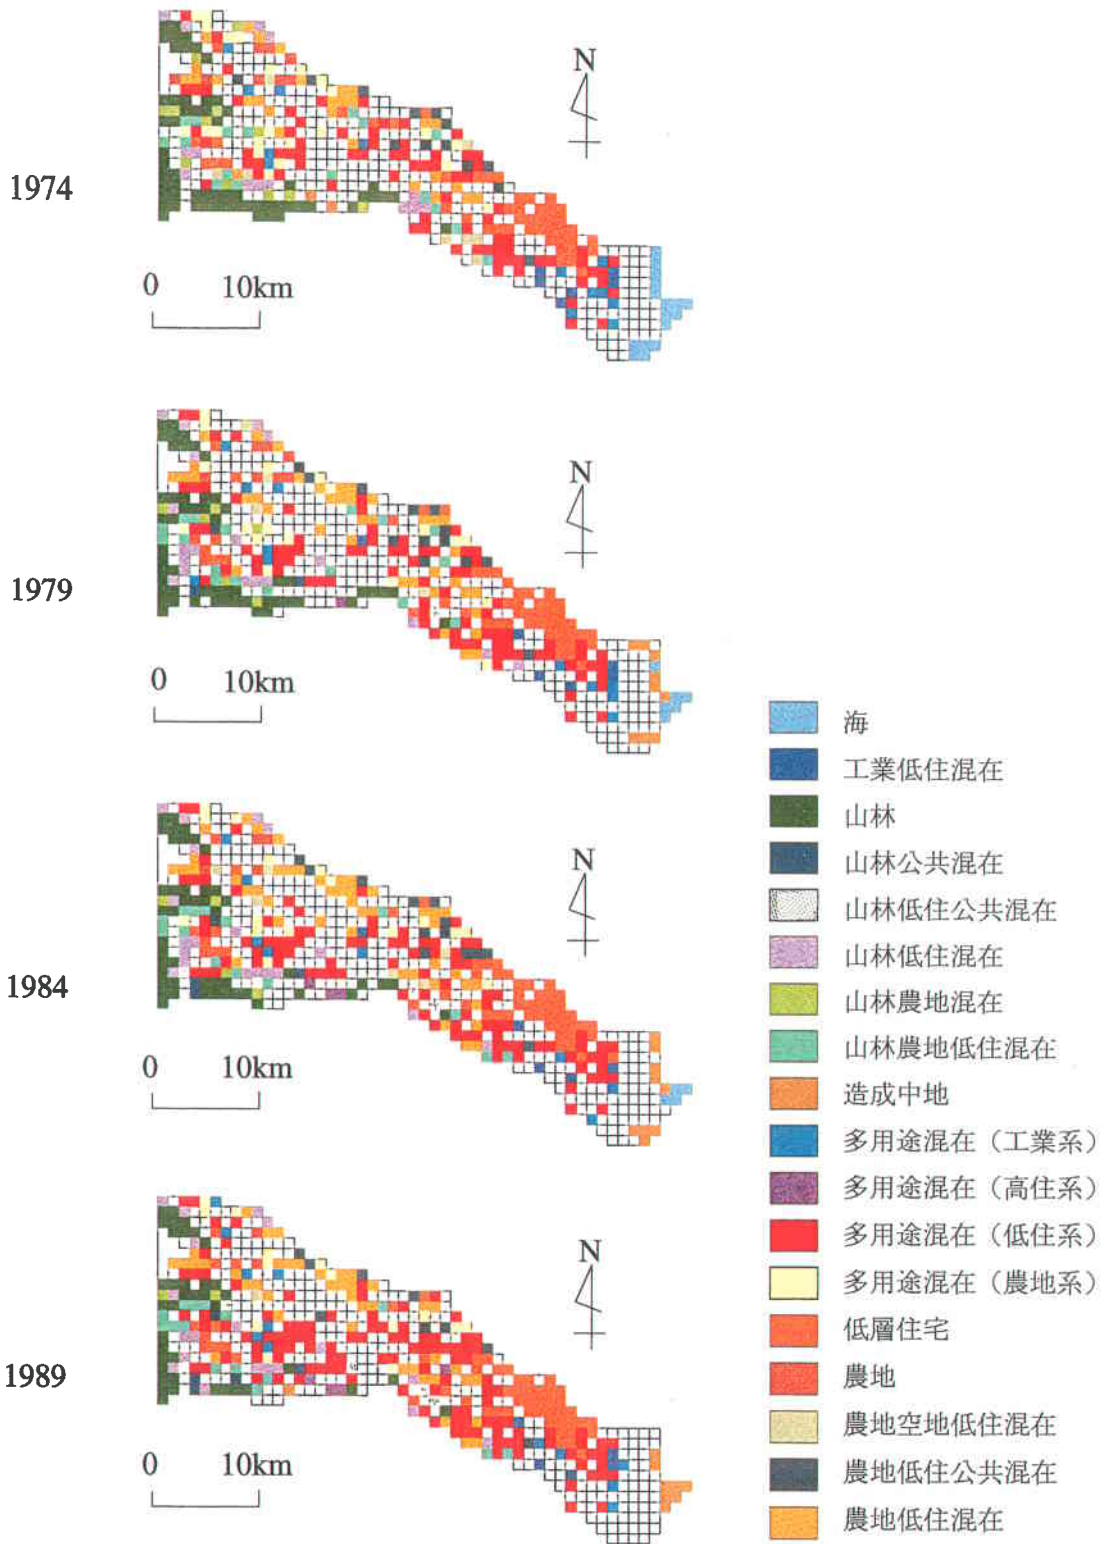 N
1974
0 10km
N
1979
0 10km
N
1984
0 10km
N
1989
0 10km
海
工業低住混在
山林
山林公共混在
山林低住公共混在
山林低住混在
山林農地混在
山林農地低住混在
造成中地
多用途混在（工業系）
多用途混在（高住系）
多用途混在（低住系）
多用途混在（農地系）
低層住宅
農地
農地空地低住混在
農地低住公共混在
農地低住混在